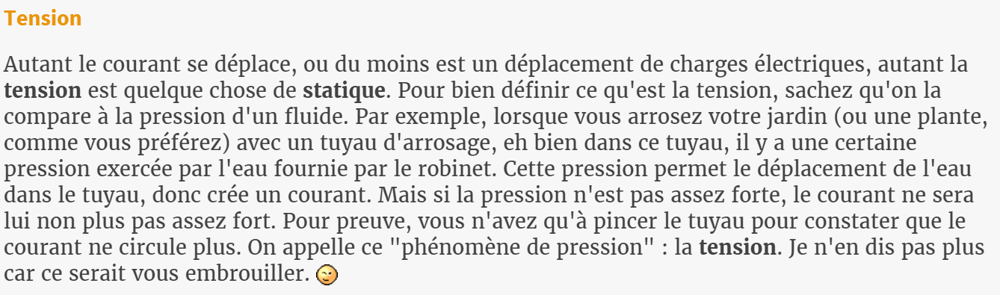 Tension
Autant le courant se déplace, ou du moins est un déplacement de charges électriques, autant la
tension est quelque chose de statique. Pour bien définir ce qu'est la tension, sachez qu'on la
compare à la pression d'un fluide. Par exemple, lorsque vous arrosez votre jardin (ou une plante,
comme vous préférez) avec un tuyau d'arrosage, eh bien dans ce tuyau, il y a une certaine
pression exercée par l'eau fournie par le robinet. Cette pression permet le déplacement de l'eau
dans le tuyau, donc crée un courant. Mais si la pression n'est pas assez forte, le courant ne sera
lui non plus pas assez fort. Pour preuve, vous n'avez qu'à pincer le tuyau pour constater que le
courant ne circule plus. On appelle ce "phénomène de pression" : la tension. Je n'en dis pas plus
car ce serait vous embrouiller.